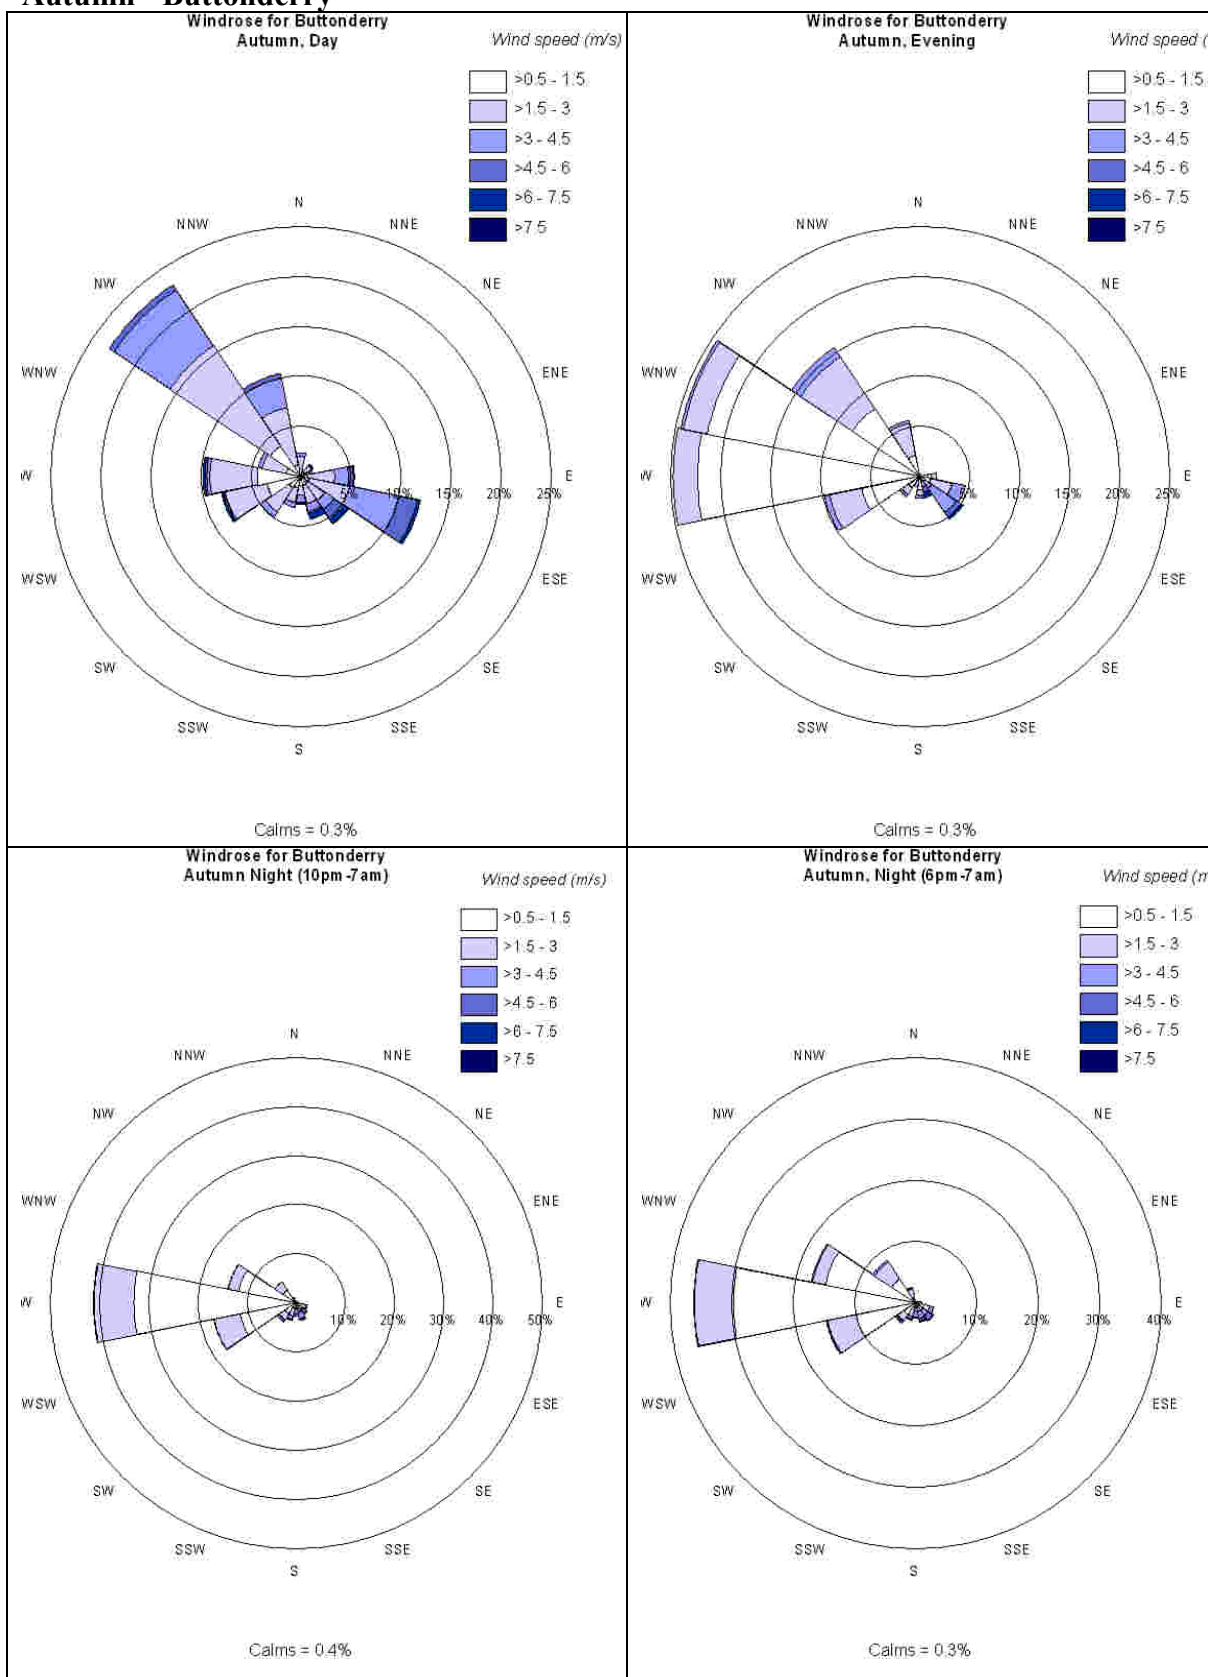 Autumn - Buttonderry
Windrose for Buttonderry
Autumn, Day
Wind speed (m/s)
>0.5 - 1.5
>1.5 - 3
>3 - 4.5
>4.5 - 6
>6 - 7.5
>7.5
N
NNW
NNE
NW
NE
WNW
ENE
W
E
5%
10%
15%
20%
25%
WSW
ESE
SW
SE
SSW
SSE
S
Calms = 0.3%
Windrose for Buttonderry
Autumn, Evening
Wind speed (
>0.5 - 1.5
>1.5 - 3
>3 - 4.5
>4.5 - 6
>6 - 7.5
>7.5
N
NNW
NNE
NW
NE
WNW
ENE
W
E
5%
10%
15%
20%
25%
WSW
ESE
SW
SE
SSW
SSE
S
Calms = 0.3%
Windrose for Buttonderry
Autumn Night (10pm-7am)
Wind speed (m/s)
>0.5 - 1.5
>1.5 - 3
>3 - 4.5
>4.5 - 6
>6 - 7.5
>7.5
N
NNW
NNE
NW
NE
WNW
ENE
W
E
10%
20%
30%
40%
50%
WSW
ESE
SW
SE
SSW
SSE
S
Calms = 0.4%
Windrose for Buttonderry
Autumn, Night (6pm-7am)
Wind speed (m
>0.5 - 1.5
>1.5 - 3
>3 - 4.5
>4.5 - 6
>6 - 7.5
>7.5
N
NNW
NNE
NW
NE
WNW
ENE
W
E
10%
20%
30%
40%
WSW
ESE
SW
SE
SSW
SSE
S
Calms = 0.3%